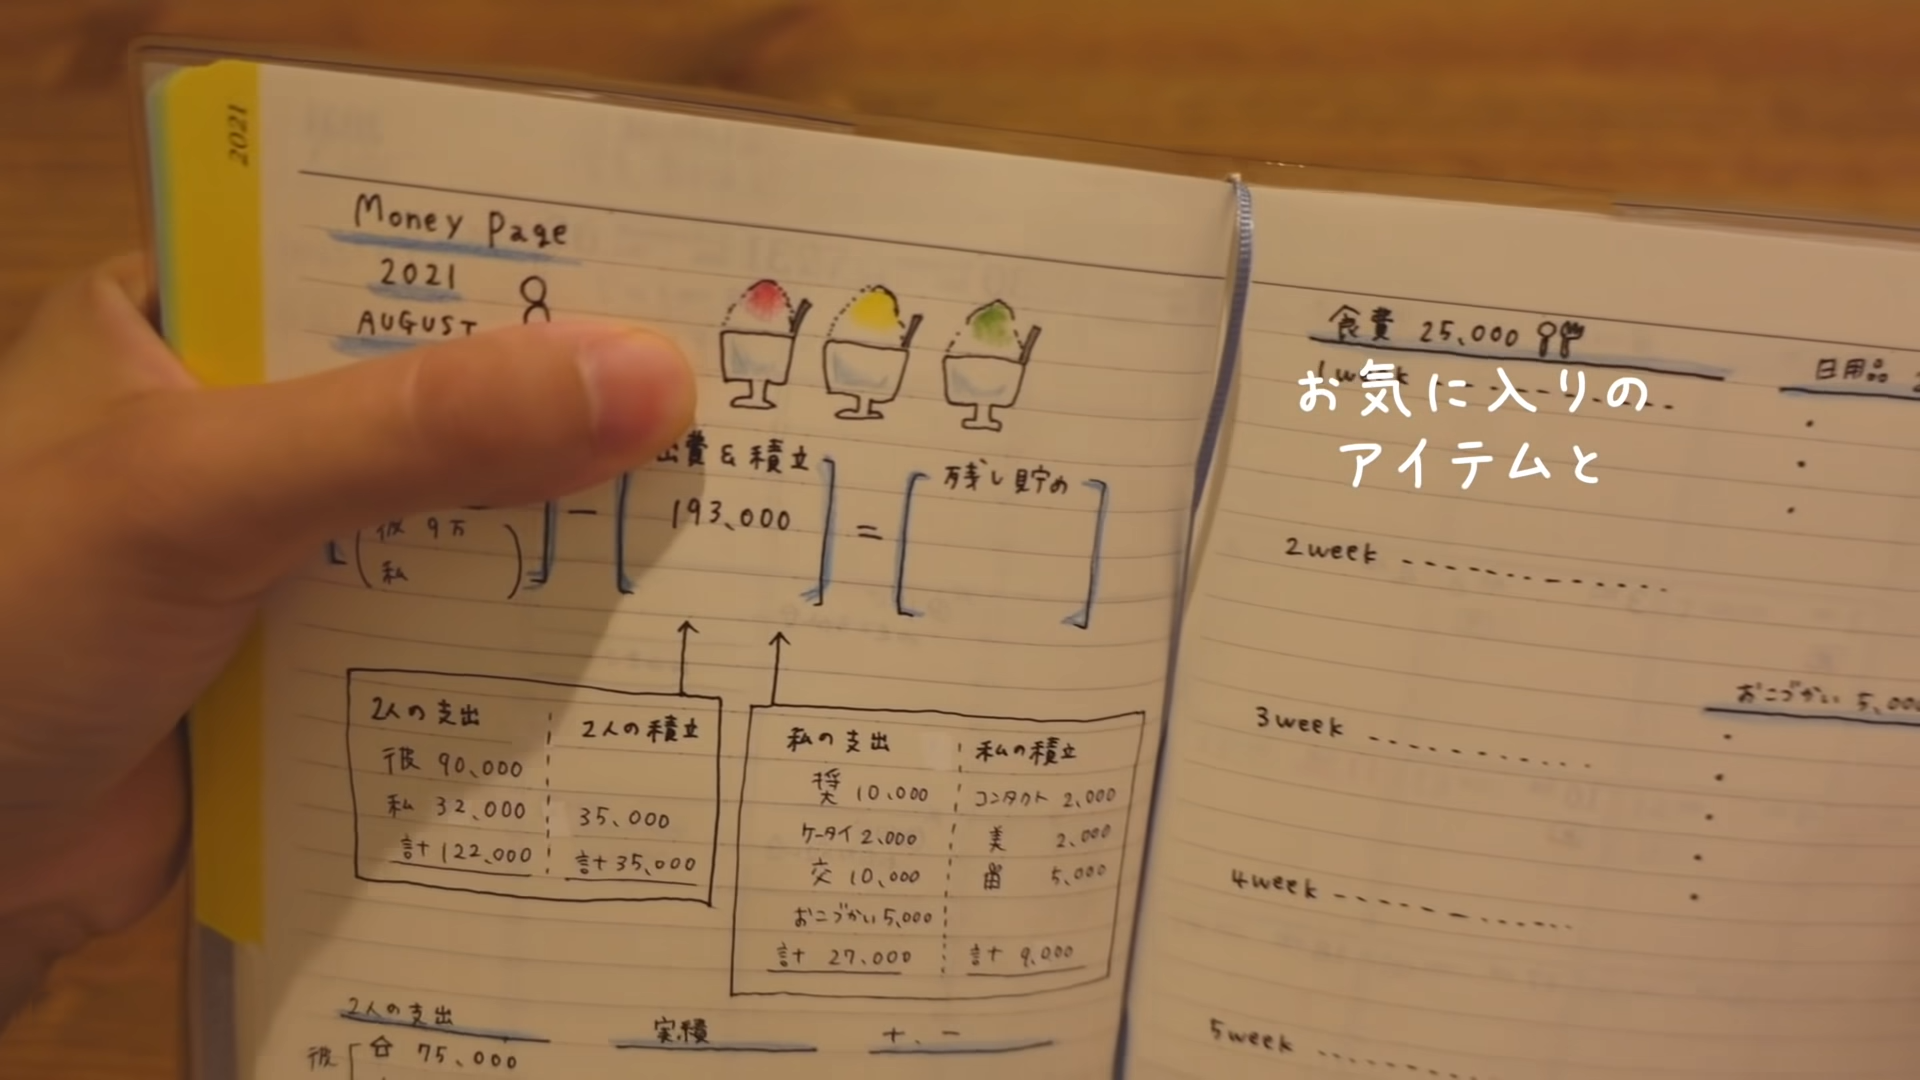 2021
Money Page
2021
AUGUST
出費&積立
残し貯め
193,000
=
彼 9万
私
2人の支出
2人の積立
彼 90,000
私 32,000
35,000
計 122,000
計 35,000
私の支出
私の積立
奨 10,000
コンタクト 2,000
ケータイ 2,000
美 2,000
交 10,000
5,000
おこづかい 5,000
計 27,000
計 9,000
2人の支出
実績
+、-
彼
75,000
食費 25,000
1week
日用品
2week
おこづかい 5,000
3week
4week
5week
お気に入りの
アイテムと